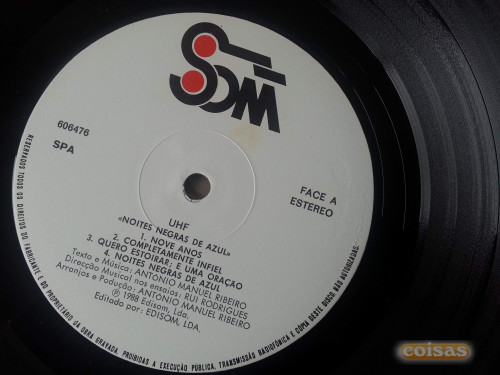 SOM
606476
SPA
FACE A
ESTEREO
UHF
«NOITES NEGRAS DE AZUL»
1. NOVE ANOS
2. COMPLETAMENTE INFIEL
3. QUERO ESTOIRAR; E UMA ORAÇÃO
4. NOITES NEGRAS DE AZUL
Texto e Música: ANTÓNIO MANUEL RIBEIRO
Direcção Musical nos ensaios: RUI RODRIGUES
Arranjos e Produção: ANTÓNIO MANUEL RIBEIRO
Ⓟ 1988 Edisom, Lda.
Editado por: EDISOM, LDA.
RESERVADOS TODOS OS DIREITOS DO FABRICANTE E DO PROPRIETÁRIO DA OBRA GRAVADA. PROIBIDAS A EXECUÇÃO PÚBLICA, TRANSMISSÃO RADIOFÓNICA E CÓPIA DESTE DISCO NÃO AUTORIZADAS.
coisas